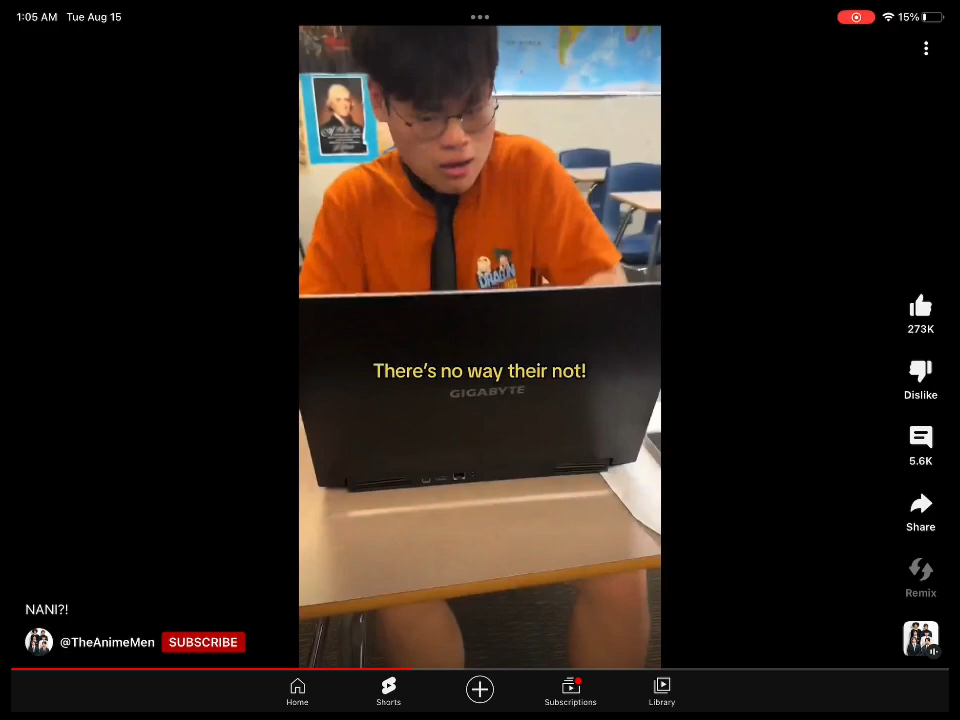 1:05 AM Tue Aug 15
15%
DRAGON
There's no way their not!
GIGABYTE
273K
Dislike
5.6K
Share
Remix
NANI?!
@TheAnimeMen
SUBSCRIBE
Home
Shorts
Subscriptions
Library